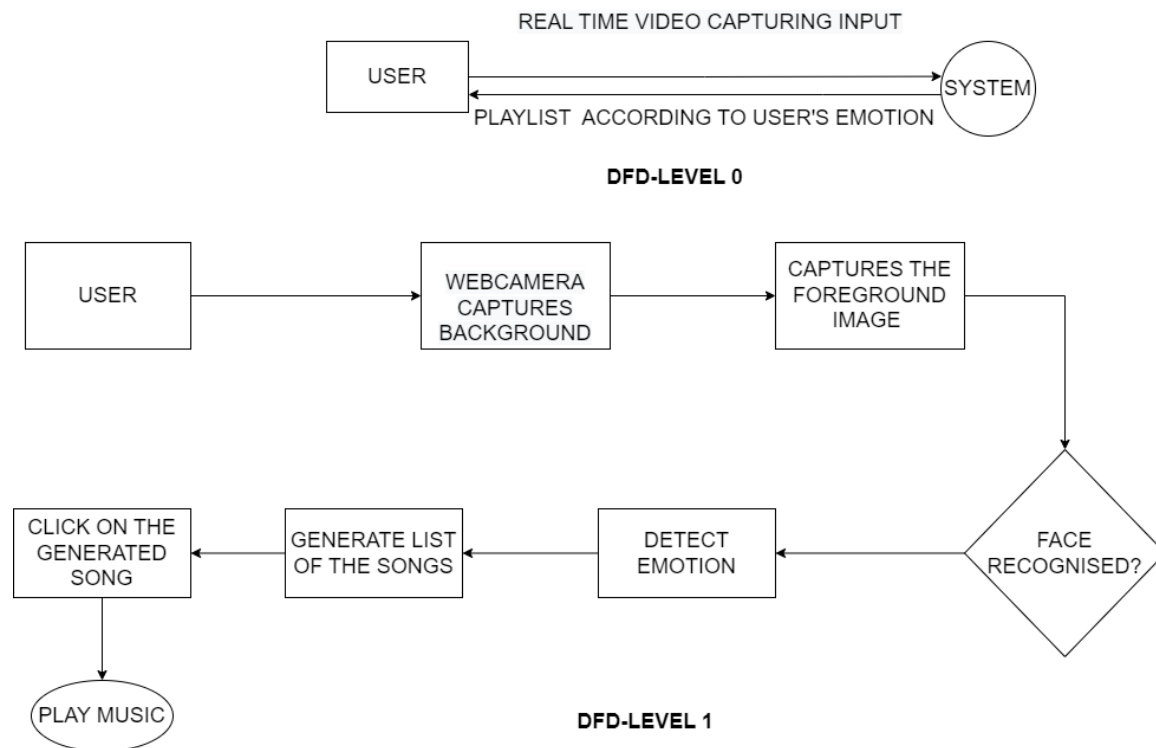 REAL TIME VIDEO CAPTURING INPUT
USER
SYSTEM
PLAYLIST ACCORDING TO USER'S EMOTION
DFD-LEVEL 0
USER
WEBCAMERA
CAPTURES
BACKGROUND
CAPTURES THE
FOREGROUND
IMAGE
FACE
RECOGNISED?
DETECT
EMOTION
GENERATE LIST
OF THE SONGS
CLICK ON THE
GENERATED
SONG
PLAY MUSIC
DFD-LEVEL 1